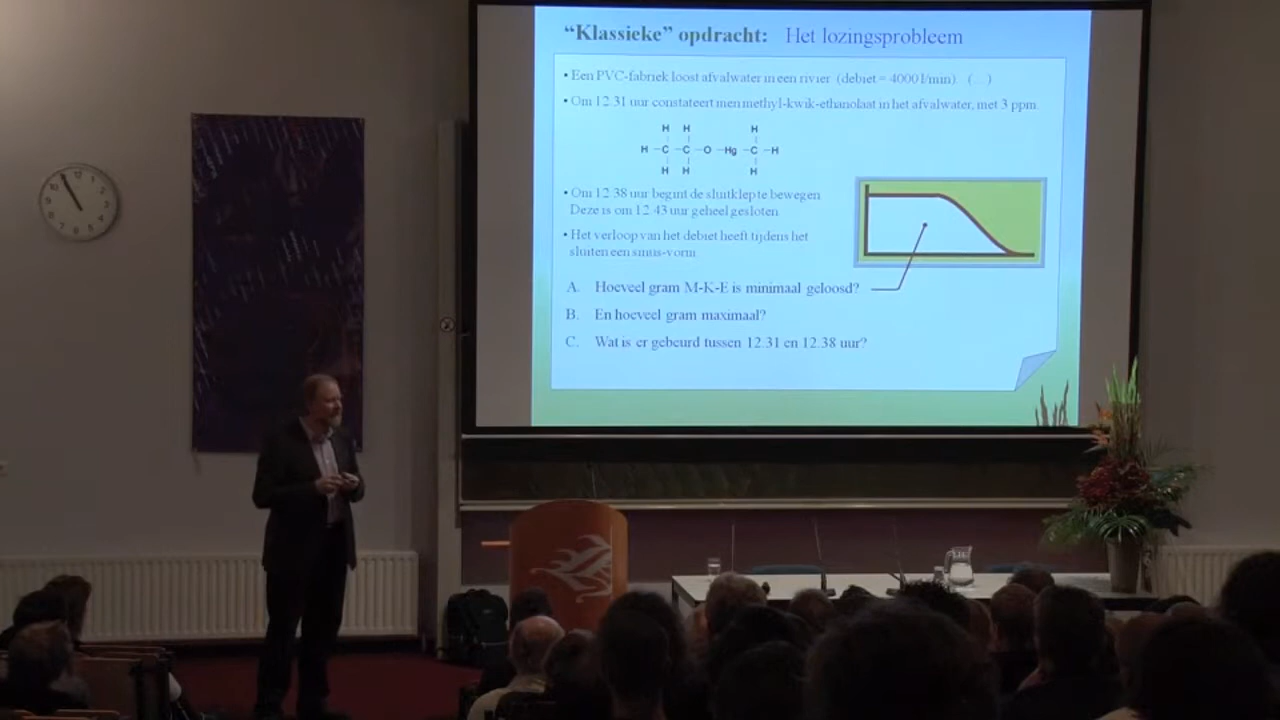 “Klassieke” opdracht: Het lozingsprobleem
• Een PVC-fabriek loost afvalwater in een rivier (debiet = 4000 l/min) (...)
• Om 12.31 uur constateert men methyl-kwik-ethanolaat in het afvalwater, met 3 ppm.
H H H
H - C - C - O - Hg - C - H
H H H
• Om 12.38 uur begint de sluitklep te bewegen.
Deze is om 12.43 uur geheel gesloten.
• Het verloop van het debiet heeft tijdens het
sluiten een sinus-vorm.
A. Hoeveel gram M-K-E is minimaal geloosd?
B. En hoeveel gram maximaal?
C. Wat is er gebeurd tussen 12.31 en 12.38 uur?